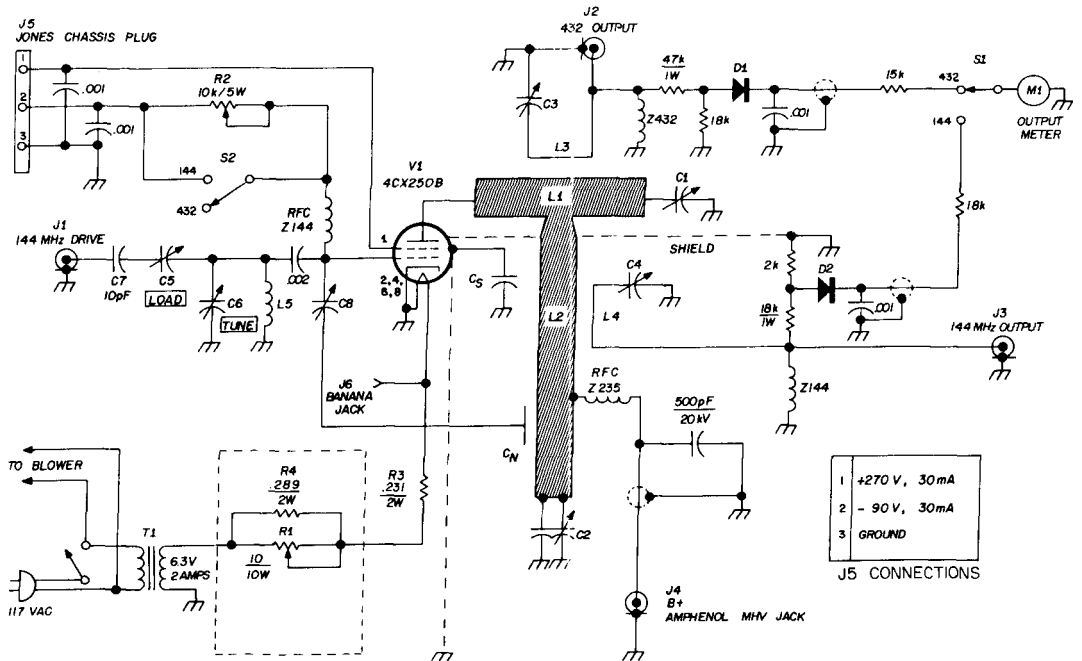 J5
JONES CHASSIS PLUG
1
2
3
.001
.001
R2
10k/5W
S2
144
432
RFC
Z144
J1
144 MHz DRIVE
C7
10pF
C5
LOAD
C6
L5
TUNE
.002
C8
V1
4CX250B
1
2,4,
6,8
CS
J2
432 OUTPUT
C3
L3
Z432
47k
1W
18k
D1
.001
15k
S1
432
144
M1
OUTPUT
METER
18k
L1
C1
SHIELD
L2
C4
L4
2k
D2
18k
1W
.001
J3
144 MHz OUTPUT
Z144
RFC
Z235
500pF
20kV
J6
BANANA
JACK
CN
C2
TO BLOWER
T1
6.3V
2 AMPS
117 VAC
R4
.289
2W
R1
10
10W
R3
.231
2W
J4
B+
AMPHENOL MHV JACK
1 +270 V, 30mA
2 - 90 V, 30mA
3 GROUND
J5 CONNECTIONS